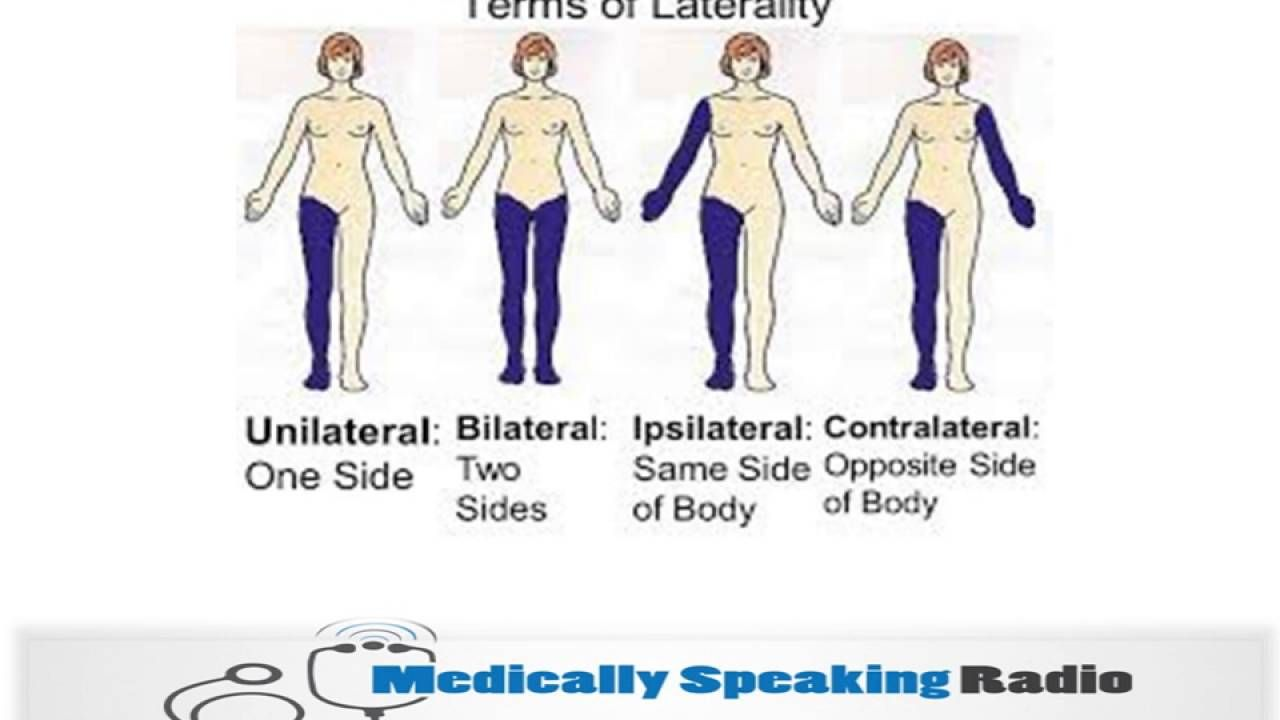 Terms of Laterality
Unilateral:
One Side
Bilateral:
Two
Sides
Ipsilateral:
Same Side
of Body
Contralateral:
Opposite Side
of Body
Medically Speaking Radio